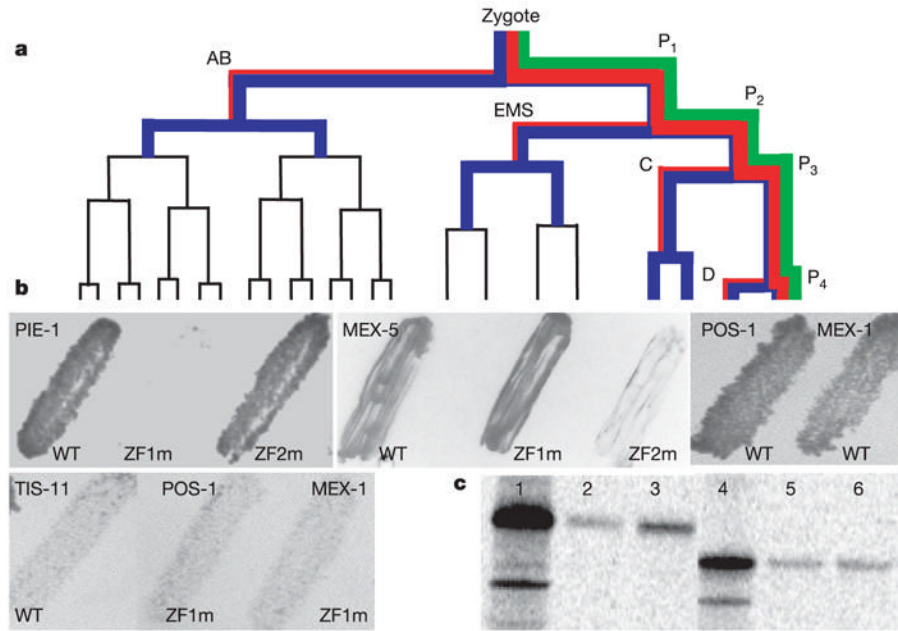 a
Zygote
AB
P1
P2
EMS
P3
C
D
P4
b
PIE-1
WT
ZF1m
ZF2m
MEX-5
WT
ZF1m
ZF2m
POS-1
MEX-1
WT
WT
TIS-11
POS-1
MEX-1
WT
ZF1m
ZF1m
c
1 2 3 4 5 6